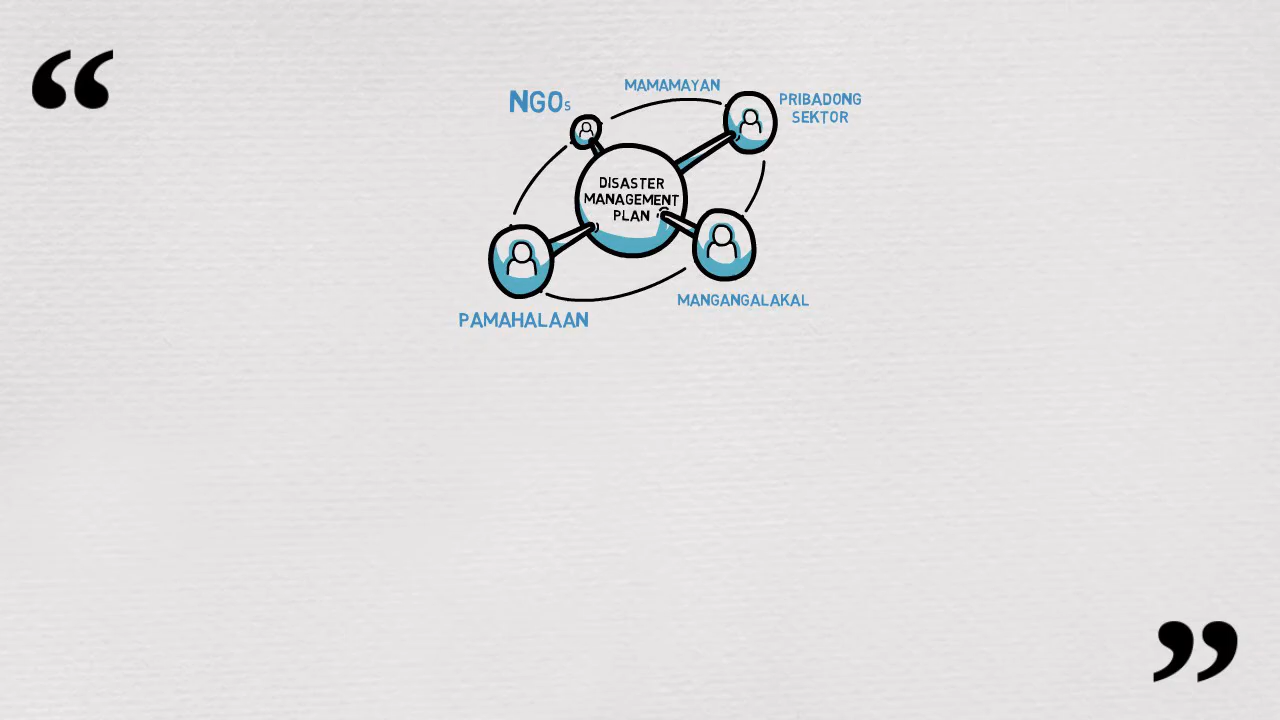 “
MAMAMAYAN
NGOs
PRIBADONG
SEKTOR
DISASTER
MANAGEMENT
PLAN
MANGANGALAKAL
PAMAHALAAN
”